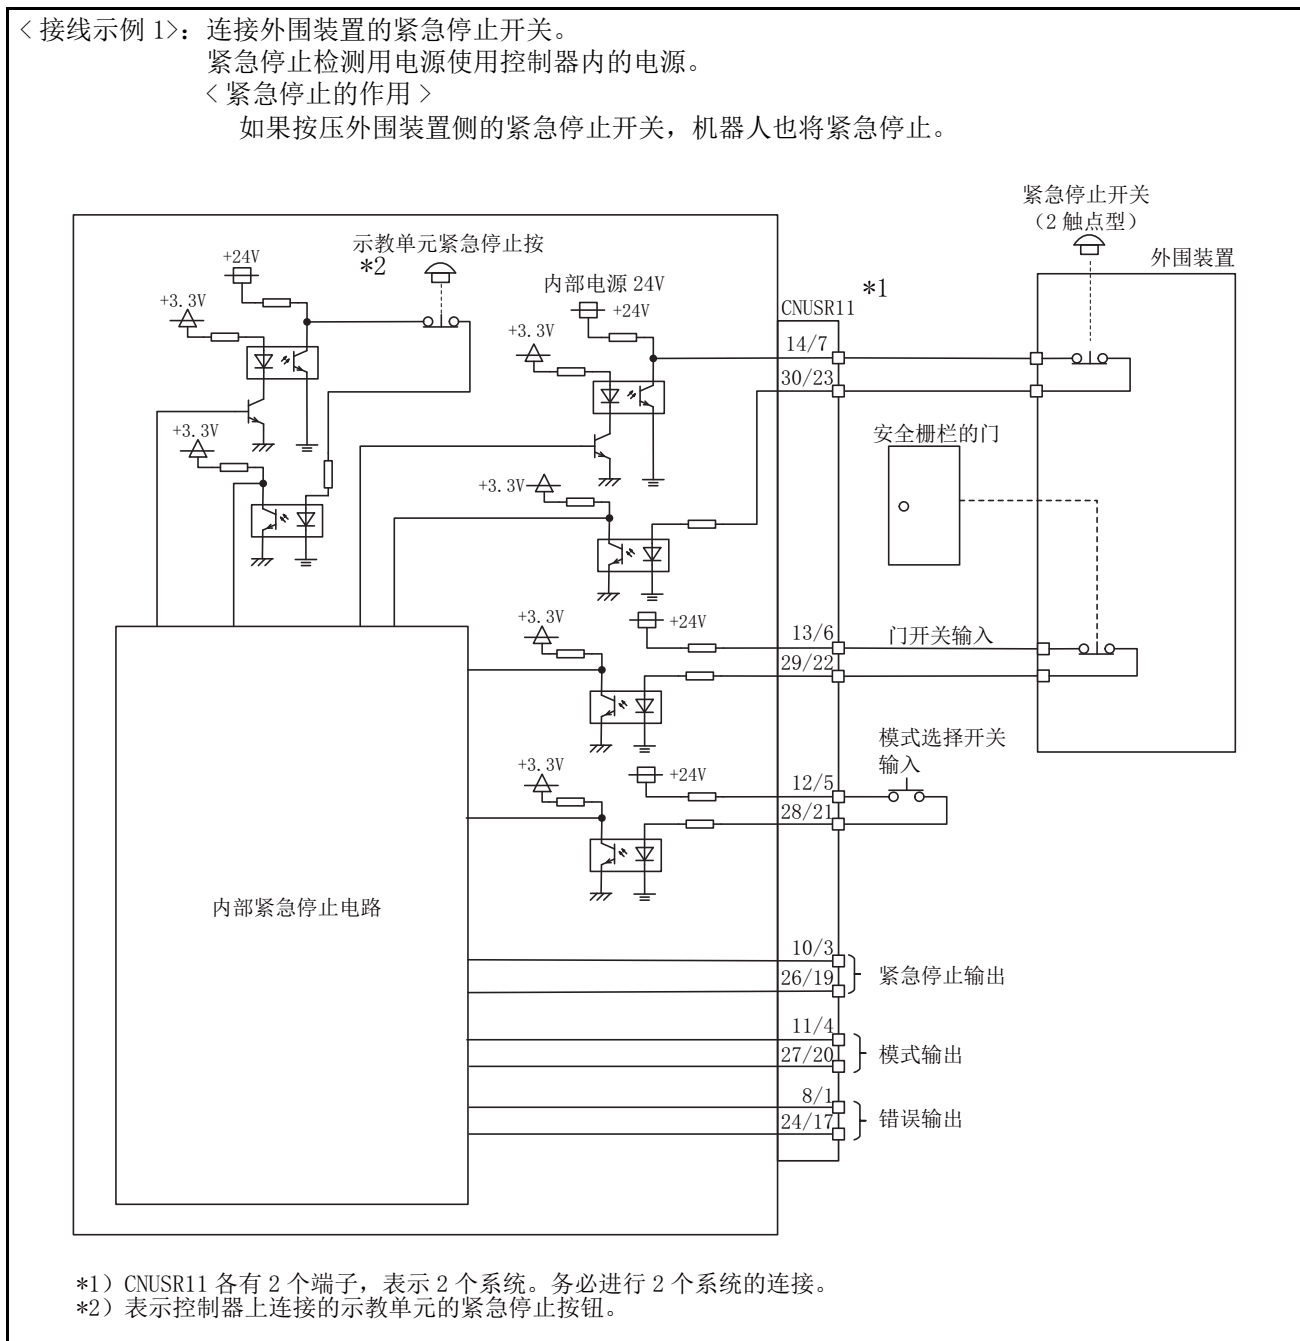 <接线示例 1>: 连接外围装置的紧急停止开关。
紧急停止检测用电源使用控制器内的电源。
<紧急停止的作用>
如果按压外围装置侧的紧急停止开关，机器人也将紧急停止。
紧急停止开关
（2 触点型）
外围装置
示教单元紧急停止按
*2
+24V
+3.3V
内部电源 24V
+24V
+3.3V
*1
CNUSR11
14/7
30/23
+3.3V
安全栅栏的门
+3.3V
+3.3V
+24V
13/6
门开关输入
29/22
模式选择开关
输入
+3.3V
+24V
12/5
28/21
内部紧急停止电路
10/3
26/19
紧急停止输出
11/4
27/20
模式输出
8/1
24/17
错误输出
*1）CNUSR11 各有 2 个端子，表示 2 个系统。务必进行 2 个系统的连接。
*2）表示控制器上连接的示教单元的紧急停止按钮。